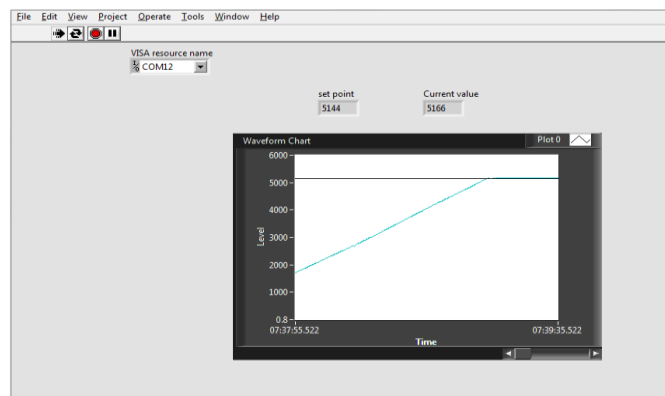 File Edit View Project Operate Tools Window Help
VISA resource name
COM12
set point Current value
5144 5166
Waveform Chart Plot 0
6000
5000
4000
3000
2000
1000
0.8
Level
07:37:55.522 07:39:35.522
Time